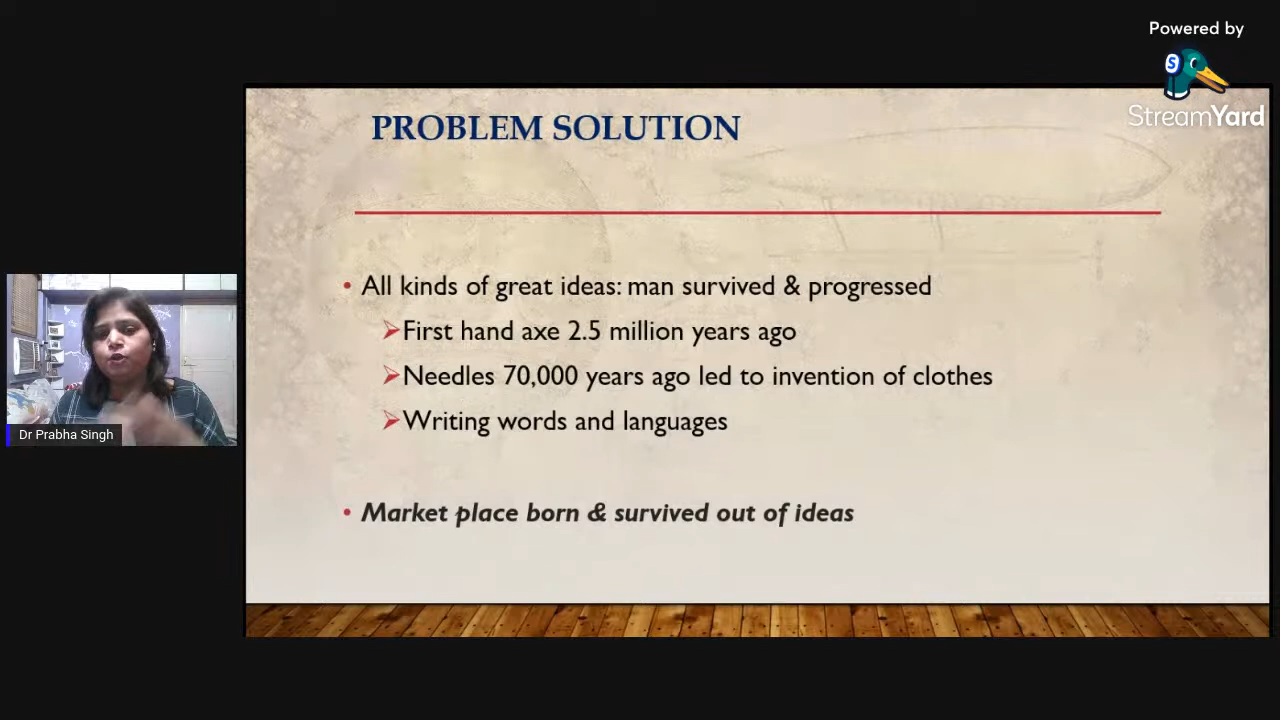 Powered by
S
StreamYard
PROBLEM SOLUTION
• All kinds of great ideas: man survived & progressed
➢First hand axe 2.5 million years ago
➢Needles 70,000 years ago led to invention of clothes
➢Writing words and languages
• Market place born & survived out of ideas
Dr Prabha Singh